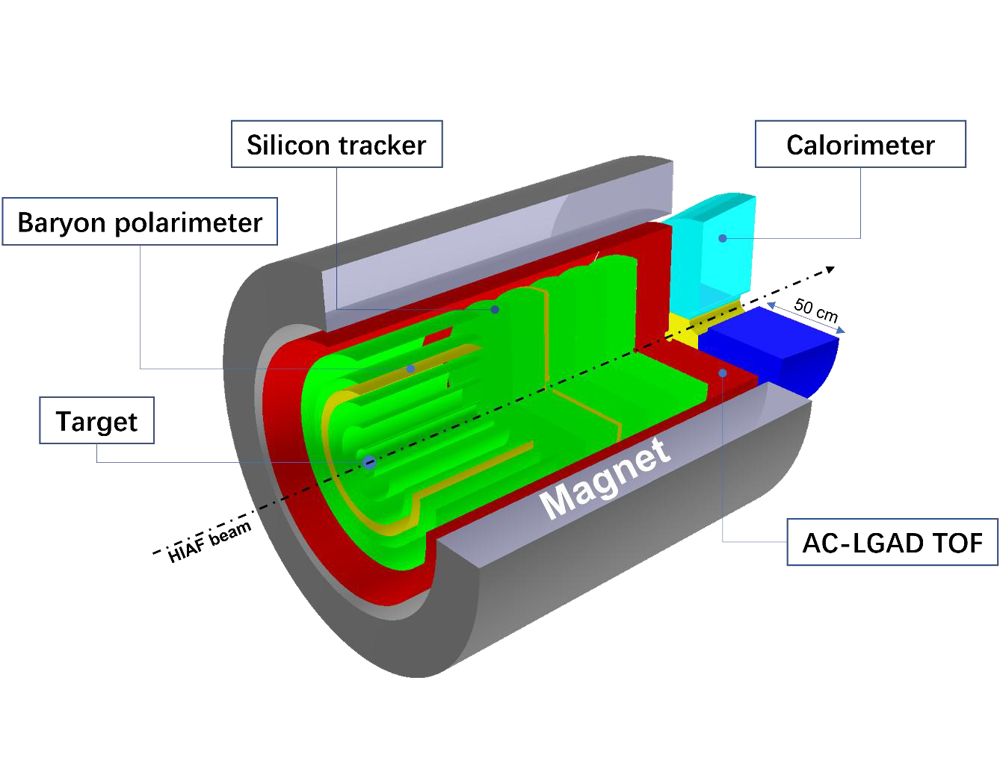 Silicon tracker
Calorimeter
Baryon polarimeter
50 cm
Target
Magnet
HIAF beam
AC-LGAD TOF